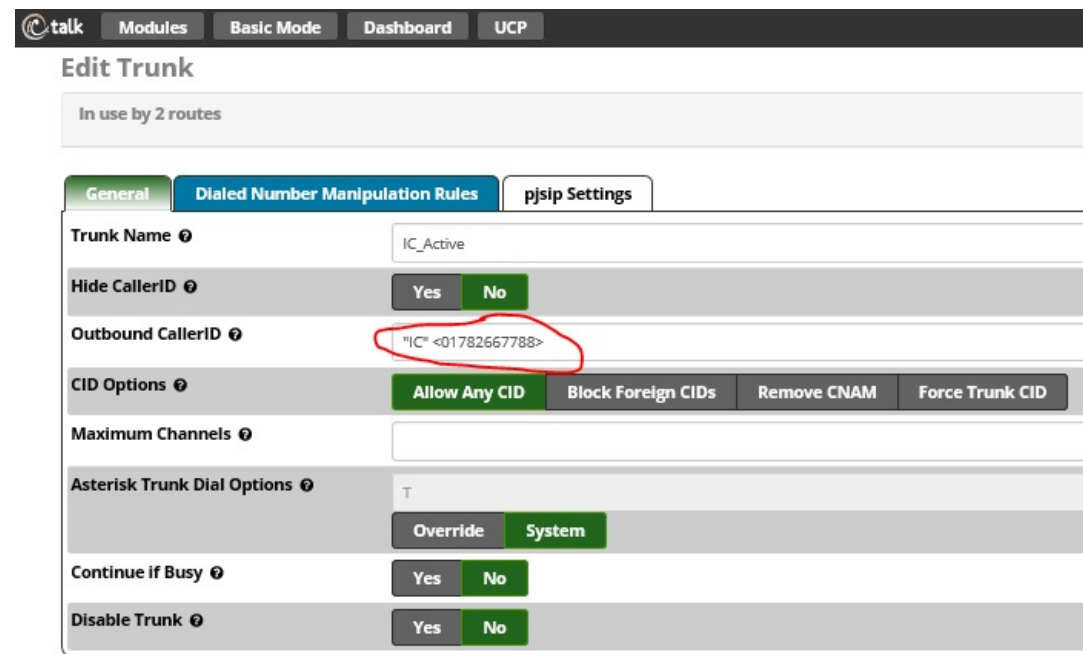 iCtalk Modules Basic Mode Dashboard UCP
Edit Trunk
In use by 2 routes
General Dialed Number Manipulation Rules pjsip Settings
Trunk Name IC_Active
Hide CallerID Yes No
Outbound CallerID "IC" <01782667788>
CID Options Allow Any CID Block Foreign CIDs Remove CNAM Force Trunk CID
Maximum Channels
Asterisk Trunk Dial Options T
Override System
Continue if Busy Yes No
Disable Trunk Yes No